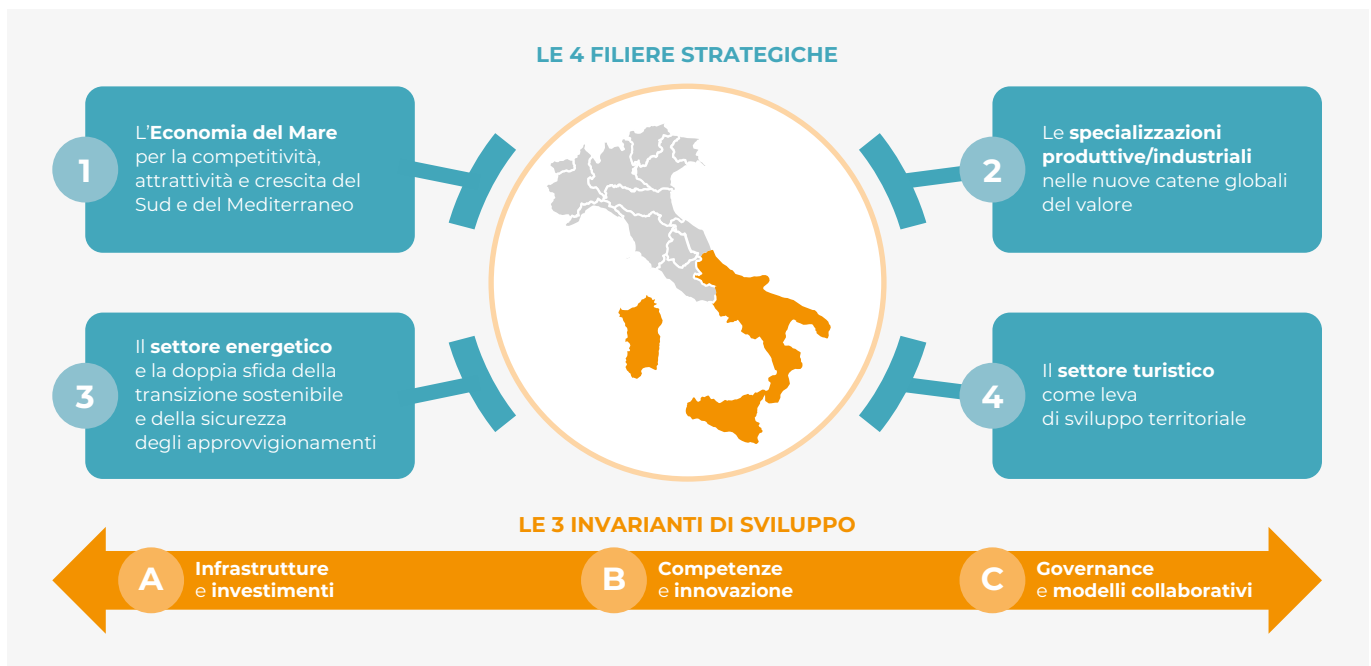 LE 4 FILIERE STRATEGICHE
1
L'Economia del Mare
per la competitività,
attrattività e crescita del
Sud e del Mediterraneo
2
Le specializzazioni
produttive/industriali
nelle nuove catene globali
del valore
3
Il settore energetico
e la doppia sfida della
transizione sostenibile
e della sicurezza
degli approvvigionamenti
4
Il settore turistico
come leva
di sviluppo territoriale
LE 3 INVARIANTI DI SVILUPPO
A
Infrastrutture
e investimenti
B
Competenze
e innovazione
C
Governance
e modelli collaborativi